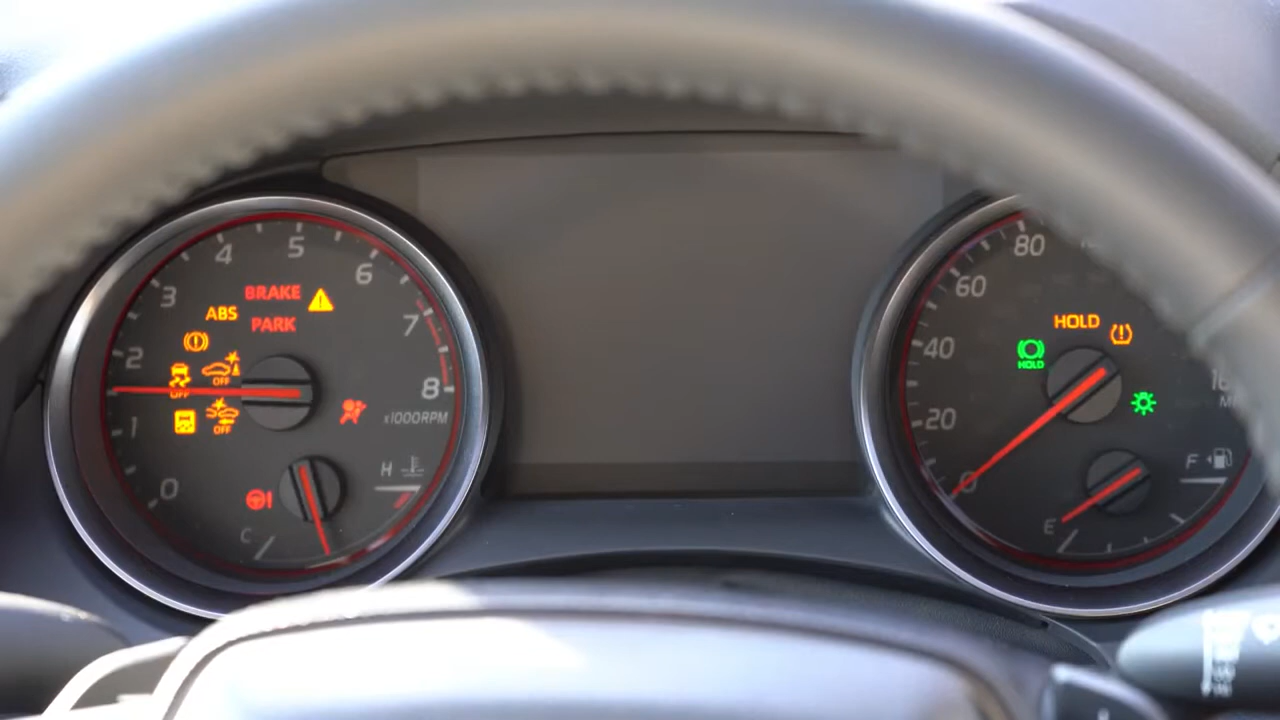 4 5 6
3 7
2 8
1
0
BRAKE
ABS
PARK
OFF
OFF
OFF
x1000RPM
H
C
80
60
40
20
0
HOLD
HOLD
F
E